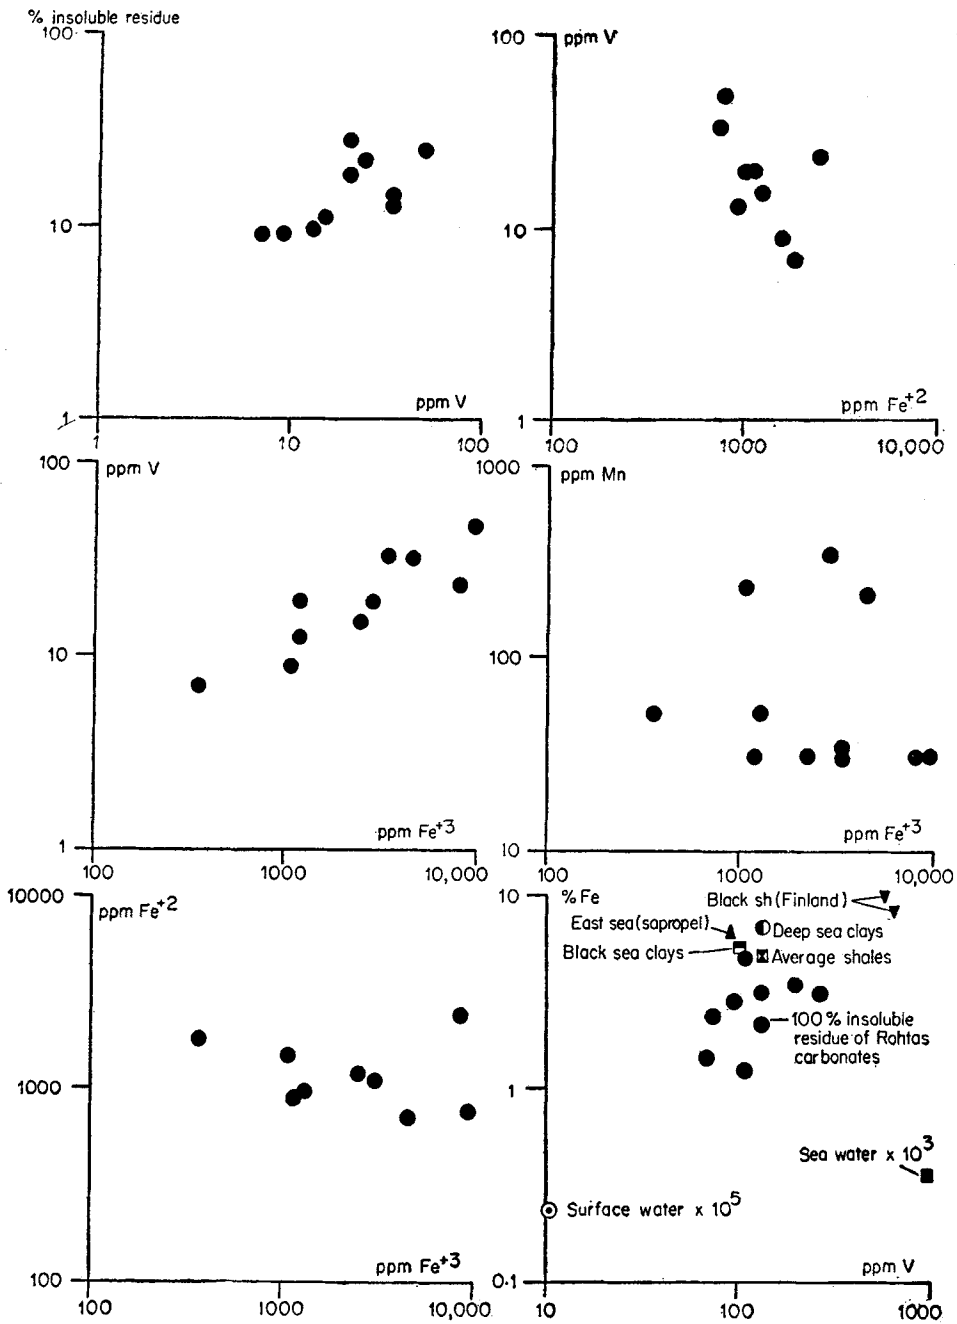 % insoluble residue
100
10
1
1
10
100
ppm V
ppm V
100
10
1
100
1000
10,000
ppm Fe+2
100
ppm V
10
1
100
1000
10,000
ppm Fe+3
1000
ppm Mn
100
10
100
1000
10,000
ppm Fe+3
10000
ppm Fe+2
1000
100
100
1000
10,000
ppm Fe+3
10
% Fe
Black sh (Finland)
East sea (sapropel)
Deep sea clays
Black sea clays
Average shales
100 % insoluble
residue of Rohtas
carbonates
1
Sea water x 103
Surface water x 105
ppm V
0.1
10
100
1000